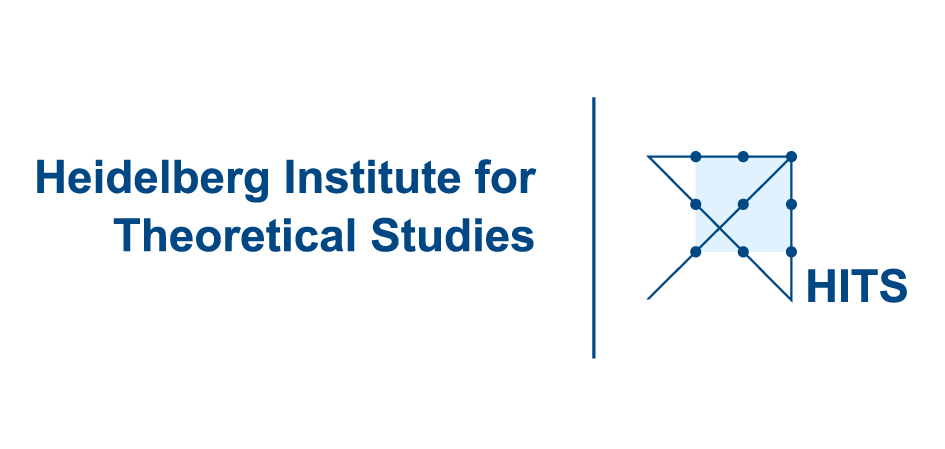 Heidelberg Institute for
Theoretical Studies
HITS